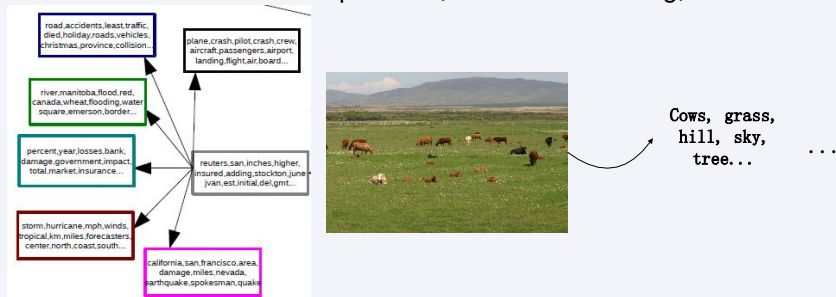 road,accidents,least,traffic,
died,holiday,roads,vehicles,
christmas,province,collision...
plane,crash,pilot,crash,crew,
aircraft,passengers,airport,
landing,flight,air,board...
river,manitoba,flood,red,
canada,wheat,flooding,water
square,emerson,border...
percent,year,losses,bank,
damage,government,impact,
total,market,insurance...
reuters,san,inches,higher,
insured,adding,stockton,june
jvan,est,initial,del,gmt...
storm,hurricane,mph,winds,
tropical,km,miles,forecasters,
center,north,coast,south...
california,san,francisco,area,
damage,miles,nevada,
earthquake,spokesman,quake
Cows, grass,
hill, sky,
tree...
...